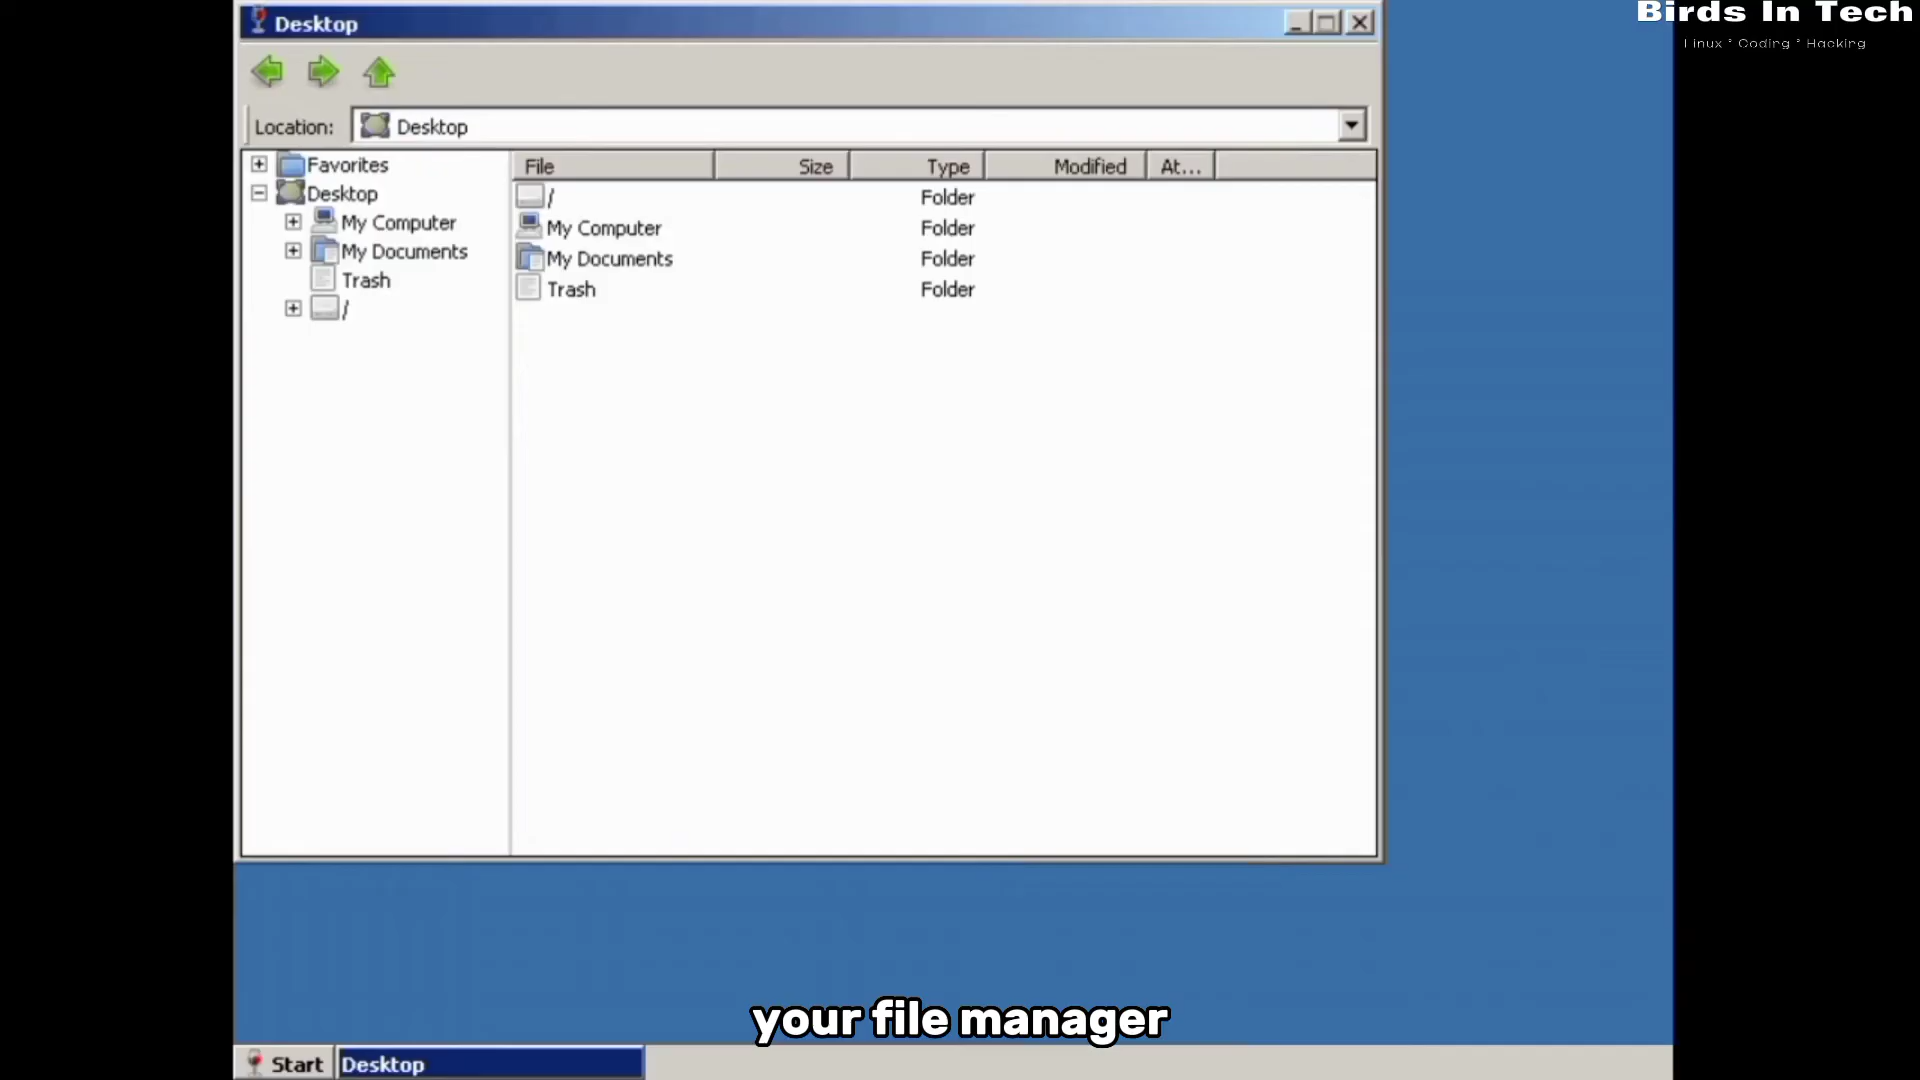 Birds In Tech
Linux * Coding * Hacking
Desktop
Location: Desktop
Favorites
Desktop
My Computer
My Documents
Trash
/
File Size Type Modified At...
/ Folder
My Computer Folder
My Documents Folder
Trash Folder
your file manager
Start Desktop